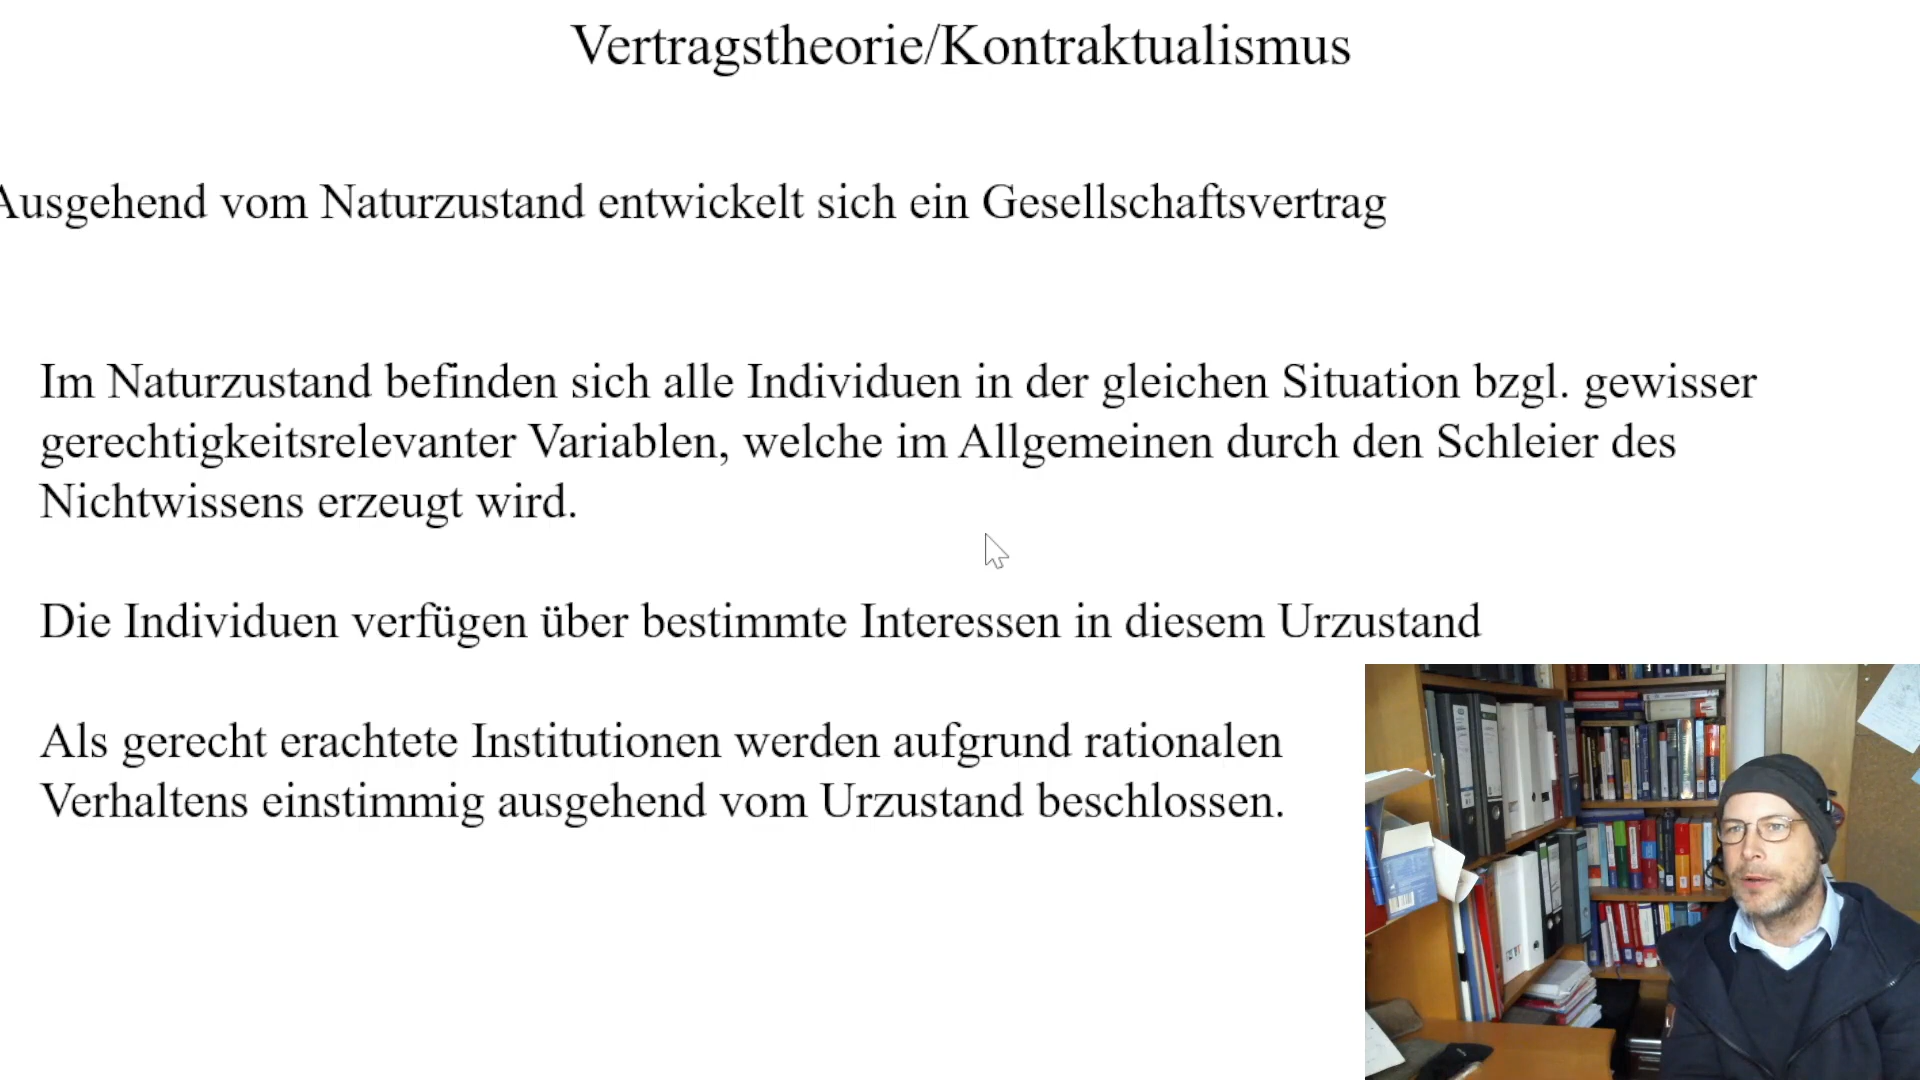 Vertragstheorie/Kontraktualismus
Ausgehend vom Naturzustand entwickelt sich ein Gesellschaftsvertrag
Im Naturzustand befinden sich alle Individuen in der gleichen Situation bzgl. gewisser
gerechtigkeitsrelevanter Variablen, welche im Allgemeinen durch den Schleier des
Nichtwissens erzeugt wird.
Die Individuen verfügen über bestimmte Interessen in diesem Urzustand
Als gerecht erachtete Institutionen werden aufgrund rationalen
Verhaltens einstimmig ausgehend vom Urzustand beschlossen.